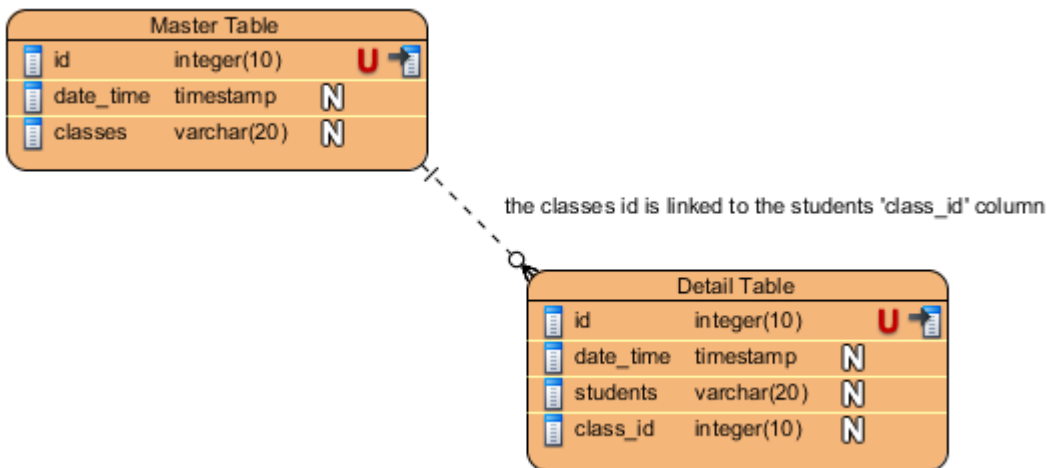 Master Table
id integer(10) U
date_time timestamp N
classes varchar(20) N
the classes id is linked to the students 'class_id' column
Detail Table
id integer(10) U
date_time timestamp N
students varchar(20) N
class_id integer(10) N